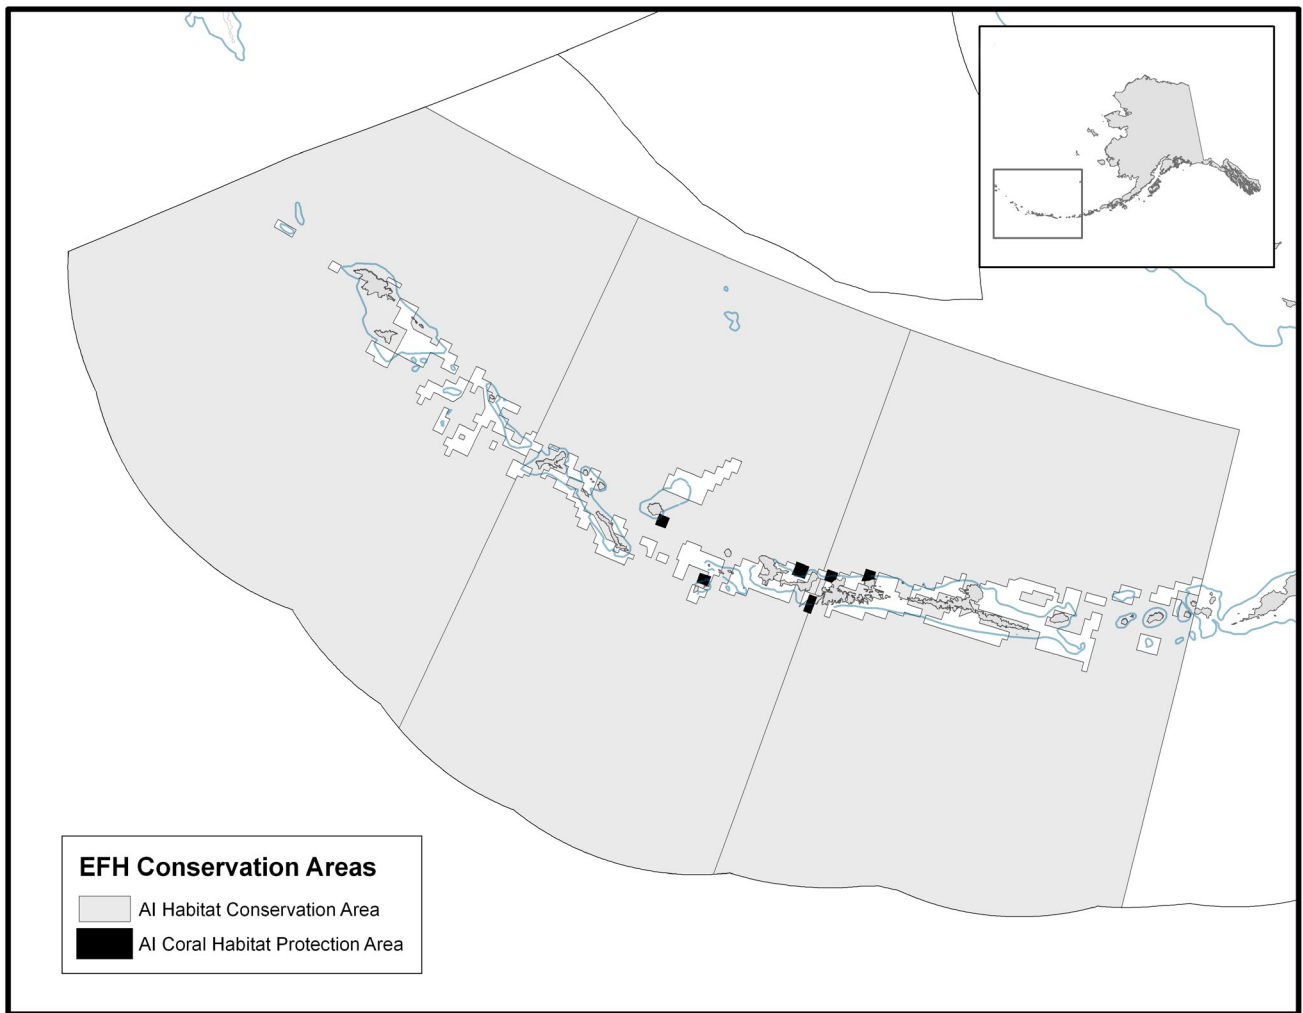 EFH Conservation Areas
AI Habitat Conservation Area
AI Coral Habitat Protection Area